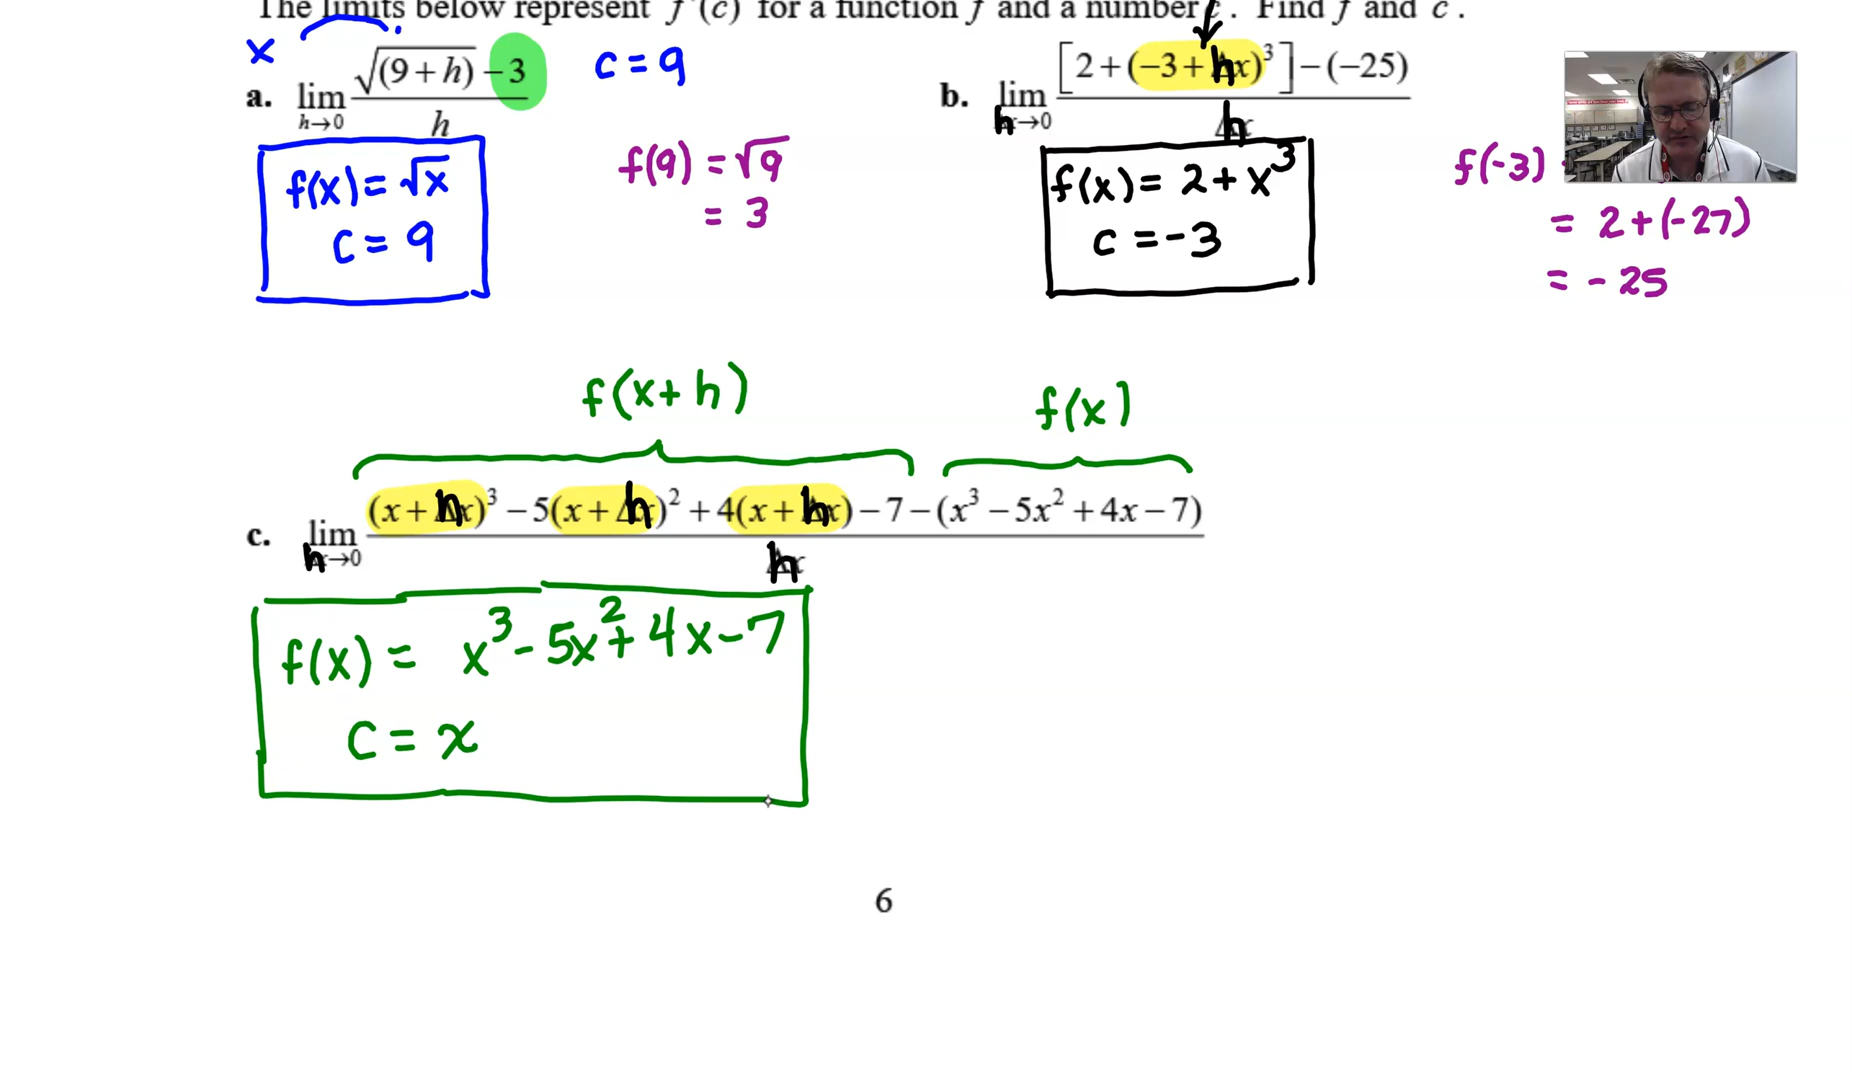 The limits below represent f′(c) for a function f and a number c. Find f and c.
x
a. lim h→0 (√(9+h) − 3)/h
c = 9
f(x) = √x
c = 9
f(9) = √9
= 3
b. lim h→0 ([2+(−3+h)³] − (−25))/h
f(x) = 2 + x³
c = -3
f(-3)
= 2+(-27)
= -25
f(x+h) f(x)
c. lim h→0 ((x+h)³ − 5(x+h)² + 4(x+h) − 7 − (x³ − 5x² + 4x − 7))/h
f(x) = x³ - 5x² + 4x - 7
c = x
6